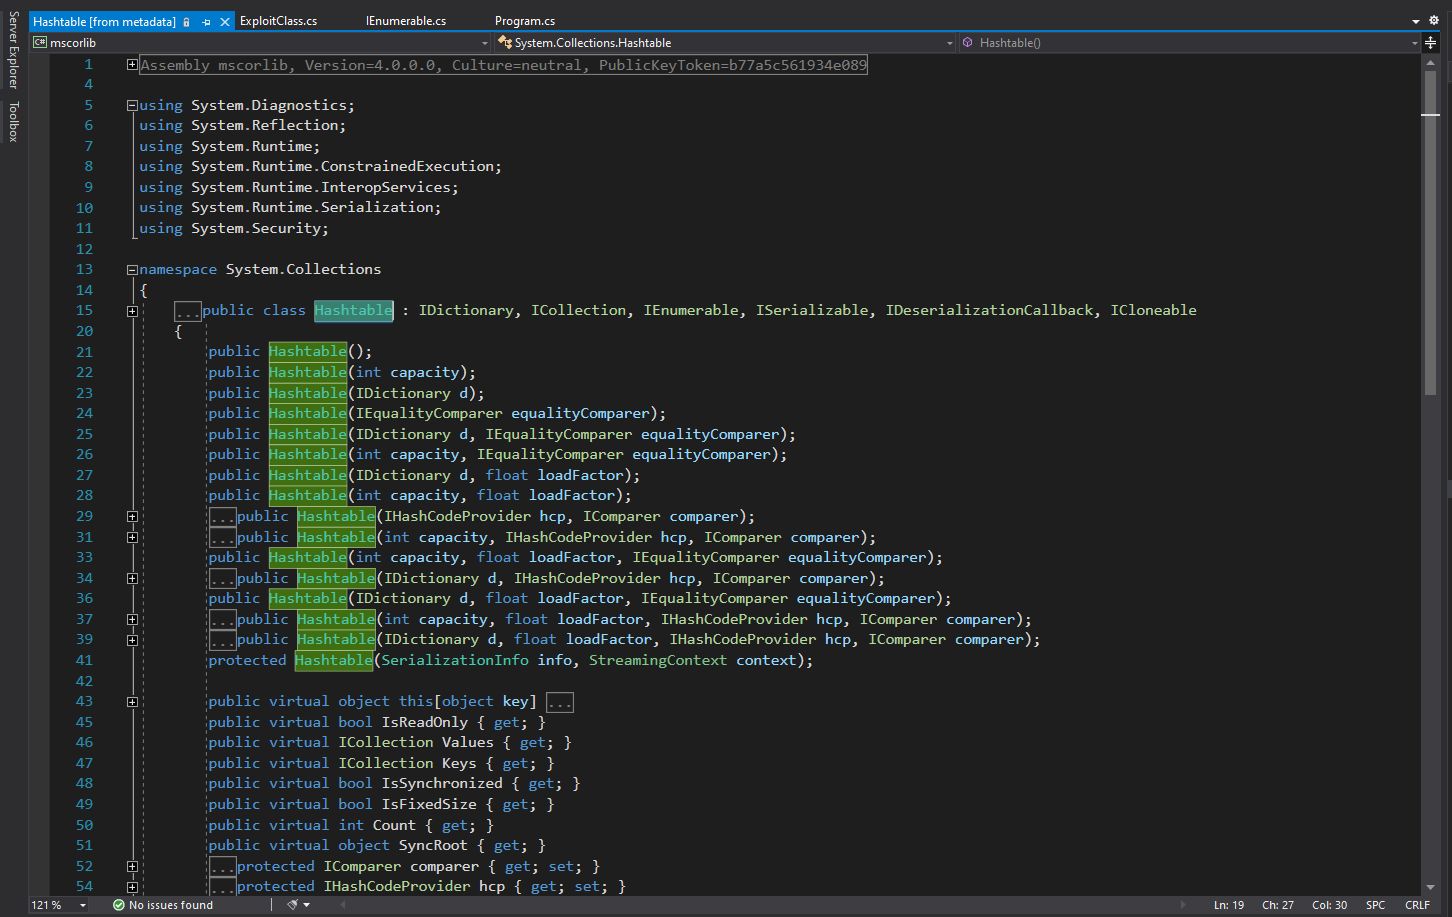 Server Explorer
Toolbox
Hashtable [from metadata] ExploitClass.cs IEnumerable.cs Program.cs
C# mscorlib System.Collections.Hashtable Hashtable()
1 Assembly mscorlib, Version=4.0.0.0, Culture=neutral, PublicKeyToken=b77a5c561934e089
4
5 using System.Diagnostics;
6 using System.Reflection;
7 using System.Runtime;
8 using System.Runtime.ConstrainedExecution;
9 using System.Runtime.InteropServices;
10 using System.Runtime.Serialization;
11 using System.Security;
12
13 namespace System.Collections
14 {
15 ...public class Hashtable : IDictionary, ICollection, IEnumerable, ISerializable, IDeserializationCallback, ICloneable
20 {
21 public Hashtable();
22 public Hashtable(int capacity);
23 public Hashtable(IDictionary d);
24 public Hashtable(IEqualityComparer equalityComparer);
25 public Hashtable(IDictionary d, IEqualityComparer equalityComparer);
26 public Hashtable(int capacity, IEqualityComparer equalityComparer);
27 public Hashtable(IDictionary d, float loadFactor);
28 public Hashtable(int capacity, float loadFactor);
29 ...public Hashtable(IHashCodeProvider hcp, IComparer comparer);
31 ...public Hashtable(int capacity, IHashCodeProvider hcp, IComparer comparer);
33 public Hashtable(int capacity, float loadFactor, IEqualityComparer equalityComparer);
34 ...public Hashtable(IDictionary d, IHashCodeProvider hcp, IComparer comparer);
36 public Hashtable(IDictionary d, float loadFactor, IEqualityComparer equalityComparer);
37 ...public Hashtable(int capacity, float loadFactor, IHashCodeProvider hcp, IComparer comparer);
39 ...public Hashtable(IDictionary d, float loadFactor, IHashCodeProvider hcp, IComparer comparer);
41 protected Hashtable(SerializationInfo info, StreamingContext context);
42
43 public virtual object this[object key] ...
45 public virtual bool IsReadOnly { get; }
46 public virtual ICollection Values { get; }
47 public virtual ICollection Keys { get; }
48 public virtual bool IsSynchronized { get; }
49 public virtual bool IsFixedSize { get; }
50 public virtual int Count { get; }
51 public virtual object SyncRoot { get; }
52 ...protected IComparer comparer { get; set; }
54 ...protected IHashCodeProvider hcp { get; set; }
121 % No issues found Ln: 19 Ch: 27 Col: 30 SPC CRLF